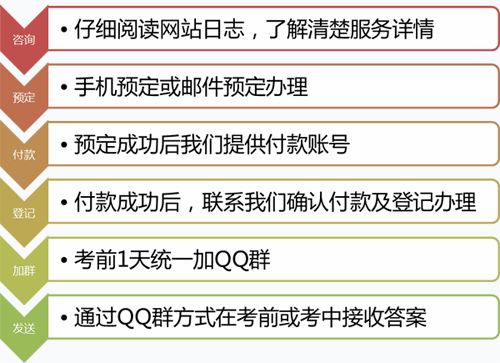 咨询
• 仔细阅读网站日志，了解清楚服务详情
预定
• 手机预定或邮件预定办理
付款
• 预定成功后我们提供付款账号
登记
• 付款成功后，联系我们确认付款及登记办理
加群
• 考前1天统一加QQ群
发送
• 通过QQ群方式在考前或考中接收答案